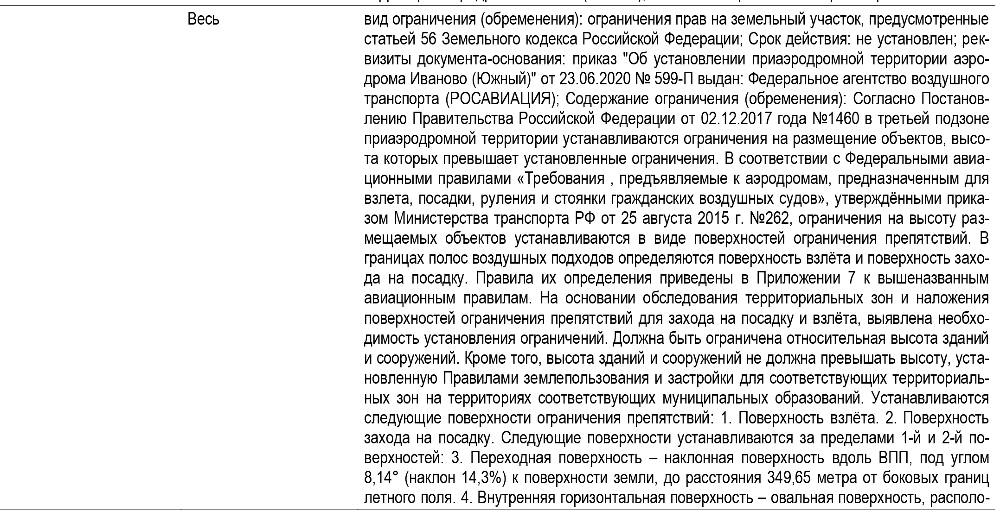 Весь
вид ограничения (обременения): ограничения прав на земельный участок, предусмотренные
статьей 56 Земельного кодекса Российской Федерации; Срок действия: не установлен; рек-
визиты документа-основания: приказ "Об установлении приаэродромной территории аэро-
дрома Иваново (Южный)" от 23.06.2020 № 599-П выдан: Федеральное агентство воздушного
транспорта (РОСАВИАЦИЯ); Содержание ограничения (обременения): Согласно Постанов-
лению Правительства Российской Федерации от 02.12.2017 года №1460 в третьей подзоне
приаэродромной территории устанавливаются ограничения на размещение объектов, высо-
та которых превышает установленные ограничения. В соответствии с Федеральными авиа-
ционными правилами «Требования , предъявляемые к аэродромам, предназначенным для
взлета, посадки, руления и стоянки гражданских воздушных судов», утверждёнными прика-
зом Министерства транспорта РФ от 25 августа 2015 г. №262, ограничения на высоту раз-
мещаемых объектов устанавливаются в виде поверхностей ограничения препятствий. В
границах полос воздушных подходов определяются поверхность взлёта и поверхность захо-
да на посадку. Правила их определения приведены в Приложении 7 к вышеназванным
авиационным правилам. На основании обследования территориальных зон и наложения
поверхностей ограничения препятствий для захода на посадку и взлёта, выявлена необхо-
димость установления ограничений. Должна быть ограничена относительная высота зданий
и сооружений. Кроме того, высота зданий и сооружений не должна превышать высоту, уста-
новленную Правилами землепользования и застройки для соответствующих территориаль-
ных зон на территориях соответствующих муниципальных образований. Устанавливаются
следующие поверхности ограничения препятствий: 1. Поверхность взлёта. 2. Поверхность
захода на посадку. Следующие поверхности устанавливаются за пределами 1-й и 2-й по-
верхностей: 3. Переходная поверхность – наклонная поверхность вдоль ВПП, под углом
8,14° (наклон 14,3%) к поверхности земли, до расстояния 349,65 метра от боковых границ
летного поля. 4. Внутренняя горизонтальная поверхность – овальная поверхность, располо-